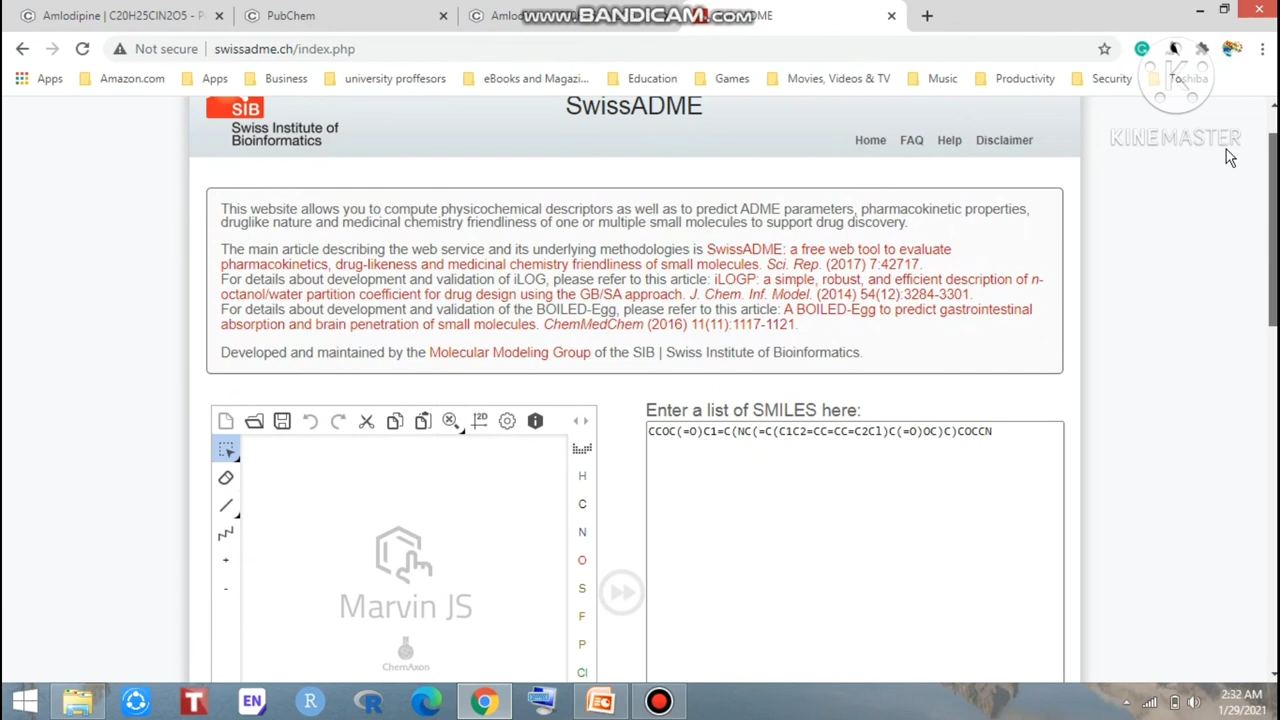 Amlodipine | C20H25ClN2O5 - P
PubChem
Amlo
WWW.BANDICAM.COM
DME
Not secure
swissadme.ch/index.php
Apps
Amazon.com
Apps
Business
university proffesors
eBooks and Magazi...
Education
Games
Movies, Videos & TV
Music
Productivity
Security
Toshiba
K
KINEMASTER
SIB
Swiss Institute of
Bioinformatics
SwissADME
Home
FAQ
Help
Disclaimer
This website allows you to compute physicochemical descriptors as well as to predict ADME parameters, pharmacokinetic properties,
druglike nature and medicinal chemistry friendliness of one or multiple small molecules to support drug discovery.
The main article describing the web service and its underlying methodologies is SwissADME: a free web tool to evaluate
pharmacokinetics, drug-likeness and medicinal chemistry friendliness of small molecules. Sci. Rep. (2017) 7:42717.
For details about development and validation of iLOG, please refer to this article: iLOGP: a simple, robust, and efficient description of n-
octanol/water partition coefficient for drug design using the GB/SA approach. J. Chem. Inf. Model. (2014) 54(12):3284-3301.
For details about development and validation of the BOILED-Egg, please refer to this article: A BOILED-Egg to predict gastrointestinal
absorption and brain penetration of small molecules. ChemMedChem (2016) 11(11):1117-1121.
Developed and maintained by the Molecular Modeling Group of the SIB | Swiss Institute of Bioinformatics.
Enter a list of SMILES here:
CCOC(=O)C1=C(NC(=C(C1C2=CC=CC=C2Cl)C(=O)OC)C)COCCN
2D
H
C
N
O
S
F
P
Cl
Marvin JS
ChemAxon
EN
2:32 AM
1/29/2021